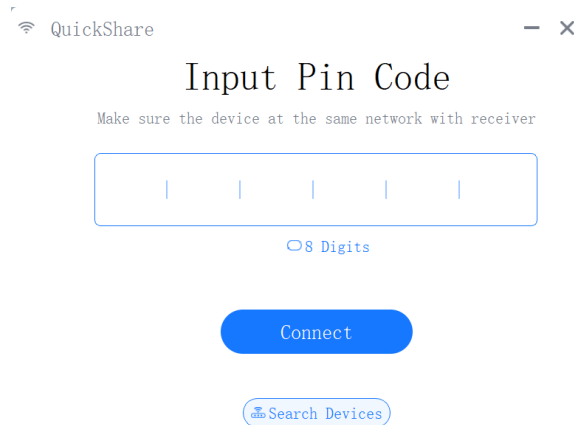 QuickShare
Input Pin Code
Make sure the device at the same network with receiver
8 Digits
Connect
Search Devices